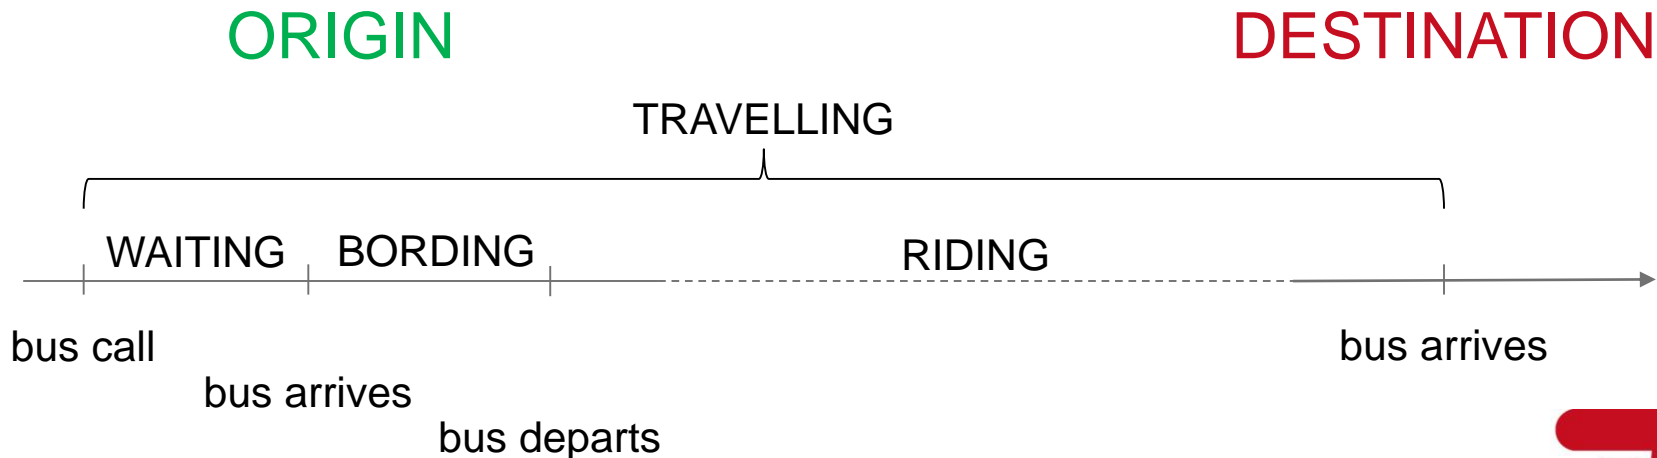 ORIGIN DESTINATION
TRAVELLING
WAITING BORDING RIDING
bus call bus arrives
bus arrives
bus departs